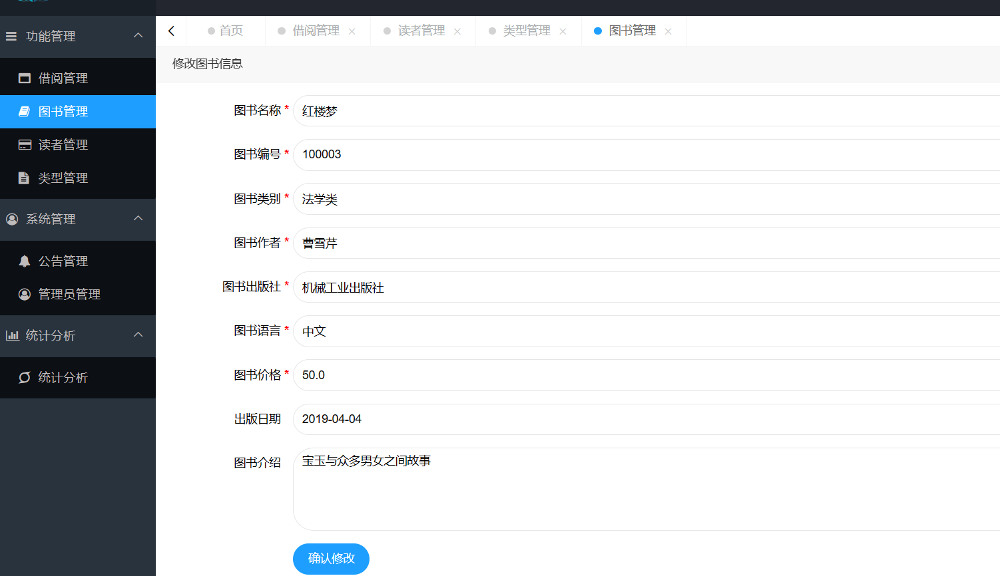 功能管理
借阅管理
图书管理
读者管理
类型管理
系统管理
公告管理
管理员管理
统计分析
统计分析
首页 借阅管理 读者管理 类型管理 图书管理
修改图书信息
图书名称 * 红楼梦
图书编号 * 100003
图书类别 * 法学类
图书作者 * 曹雪芹
图书出版社 * 机械工业出版社
图书语言 * 中文
图书价格 * 50.0
出版日期 2019-04-04
图书介绍 宝玉与众多男女之间故事
确认修改